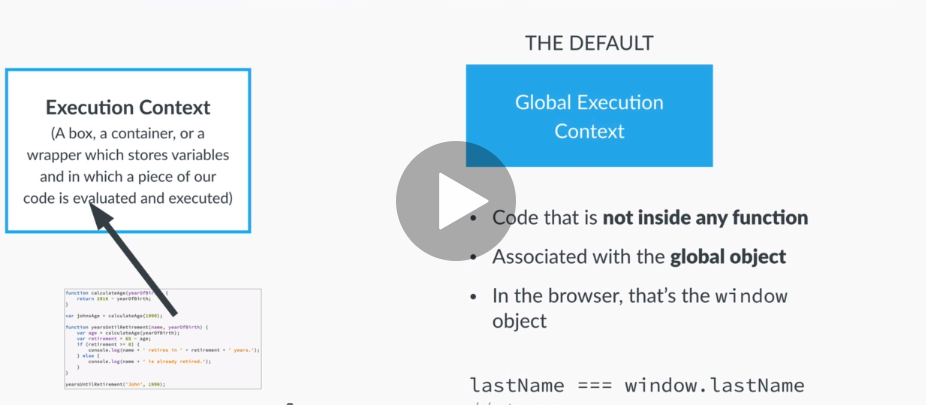 THE DEFAULT
Execution Context
(A box, a container, or a
wrapper which stores variables
and in which a piece of our
code is evaluated and executed)
Global Execution
Context
• Code that is not inside any function
• Associated with the global object
• In the browser, that's the window
object
function calculateAge(yearOfBirth) {
return 2016 - yearOfBirth;
}
var johnsAge = calculateAge(1990);
function yearsUntilRetirement(name, yearOfBirth) {
var age = calculateAge(yearOfBirth);
var retirement = 65 - age;
if (retirement >= 0) {
console.log(name + ' retires in ' + retirement + ' years.');
} else {
console.log(name + ' is already retired.');
}
}
yearsUntilRetirement('John', 1990);
lastName === window.lastName